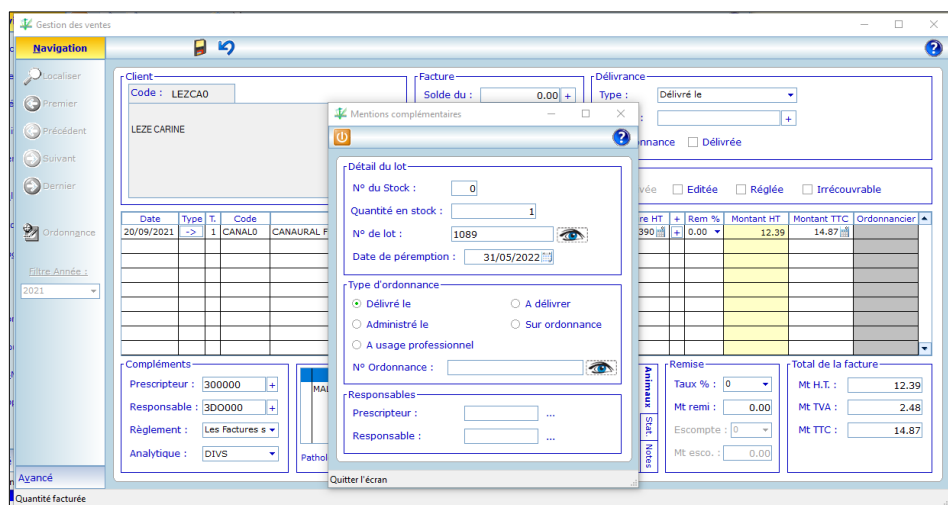 Gestion des ventes
Navigation
Localiser
Premier
Précédent
Suivant
Dernier
Ordonnance
Filtre Année :
2021
Avancé
Quantité facturée
Client
Code : LEZCA0
LEZE CARINE
Facture
Solde du : 0.00 +
Délivrance
Type : Délivré le
: +
nnance Délivrée
vée Editée Réglée Irrécouvrable
Date Type T. Code re HT + Rem % Montant HT Montant TTC Ordonnancier
20/09/2021 -> 1 CANAL0 CANAURAL F 390 + 0.00 12.39 14.87
Mentions complémentaires
Détail du lot
N° du Stock : 0
Quantité en stock : 1
N° de lot : 1089
Date de péremption : 31/05/2022
Type d'ordonnance
Délivré le A délivrer
Administré le Sur ordonnance
A usage professionnel
N° Ordonnance :
Responsables
Prescripteur : ...
Responsable : ...
Quitter l'écran
Compléments
Prescripteur : 300000 +
Responsable : 3DO000 +
Règlement : Les Factures s
Analytique : DIVS
MAL
Pathol
Animaux
Stat.
Notes
Remise
Taux % : 0
Mt remi : 0.00
Escompte : 0
Mt esco. : 0.00
Total de la facture
Mt H.T. : 12.39
Mt TVA : 2.48
Mt TTC : 14.87